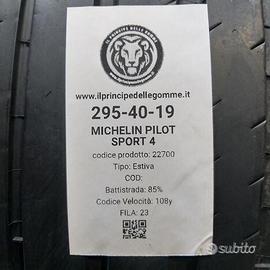 IL PRINCIPE DELLE GOMME
www.ilprincipedellegomme.it
295-40-19
MICHELIN PILOT
SPORT 4
codice prodotto: 22700
Tipo: Estiva
COD:
Battistrada: 85%
Codice Velocità: 108y
FILA: 23
subito